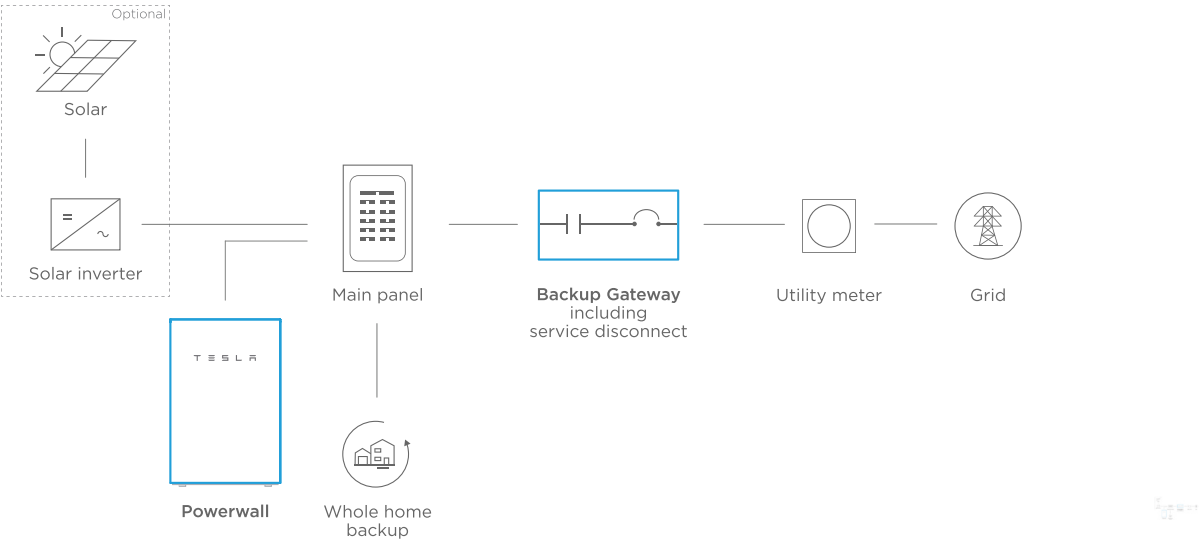 Optional
Solar
Solar inverter
Main panel
Backup Gateway
including
service disconnect
Utility meter
Grid
TESLA
Powerwall
Whole home
backup